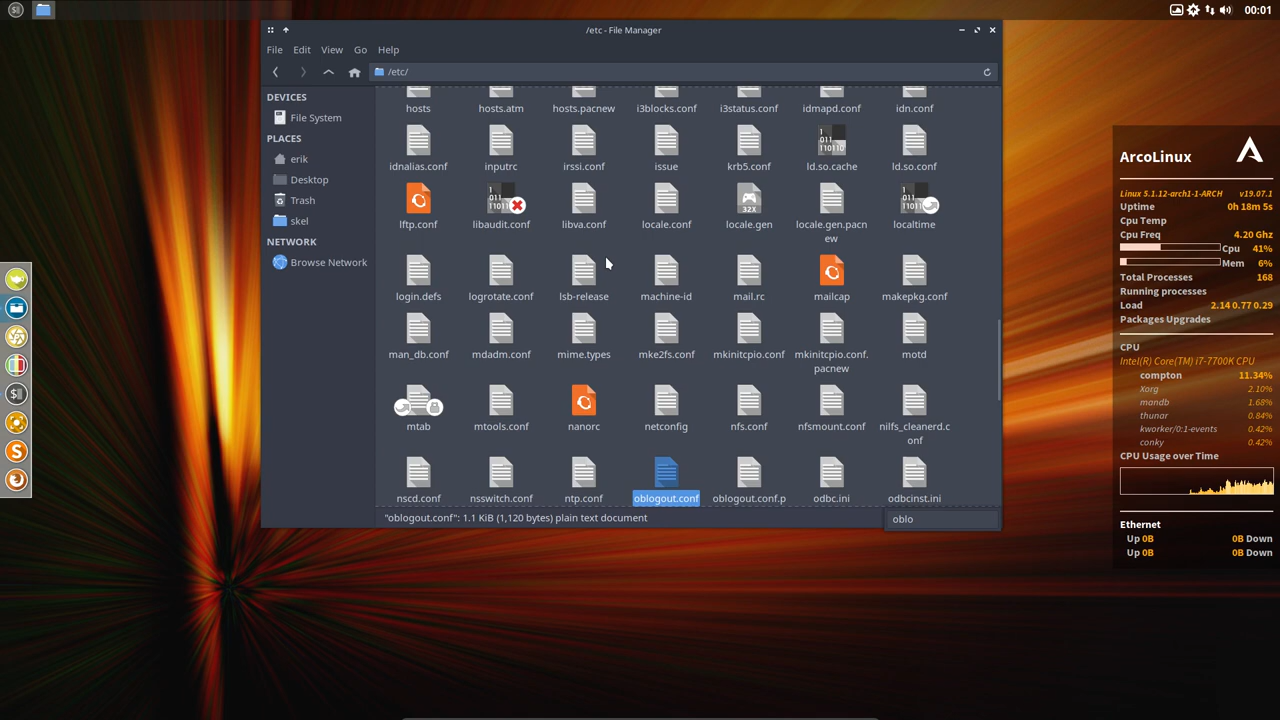 00:01
/etc - File Manager
File Edit View Go Help
/etc/
DEVICES
File System
PLACES
erik
Desktop
Trash
skel
NETWORK
Browse Network
hosts hosts.atm hosts.pacnew i3blocks.conf i3status.conf idmapd.conf idn.conf
idnalias.conf inputrc irssi.conf issue krb5.conf ld.so.cache ld.so.conf
lftp.conf libaudit.conf libva.conf locale.conf locale.gen locale.gen.pacn localtime
ew
login.defs logrotate.conf lsb-release machine-id mail.rc mailcap makepkg.conf
man_db.conf mdadm.conf mime.types mke2fs.conf mkinitcpio.conf mkinitcpio.conf. motd
pacnew
mtab mtools.conf nanorc netconfig nfs.conf nfsmount.conf nilfs_cleanerd.c
onf
nscd.conf nsswitch.conf ntp.conf oblogout.conf oblogout.conf.p odbc.ini odbcinst.ini
"oblogout.conf": 1.1 KiB (1,120 bytes) plain text document
oblo
ArcoLinux
Linux 5.1.12-arch1-1-ARCH v19.07.1
Uptime 0h 18m 5s
Cpu Temp
Cpu Freq 4.20 Ghz
Cpu 41%
Mem 6%
Total Processes 168
Running processes
Load 2.14 0.77 0.29
Packages Upgrades
CPU
Intel(R) Core(TM) i7-7700K CPU
compton 11.34%
Xorg 2.10%
mandb 1.68%
thunar 0.84%
kworker/0:1-events 0.42%
conky 0.42%
CPU Usage over Time
Ethernet
Up 0B 0B Down
Up 0B 0B Down